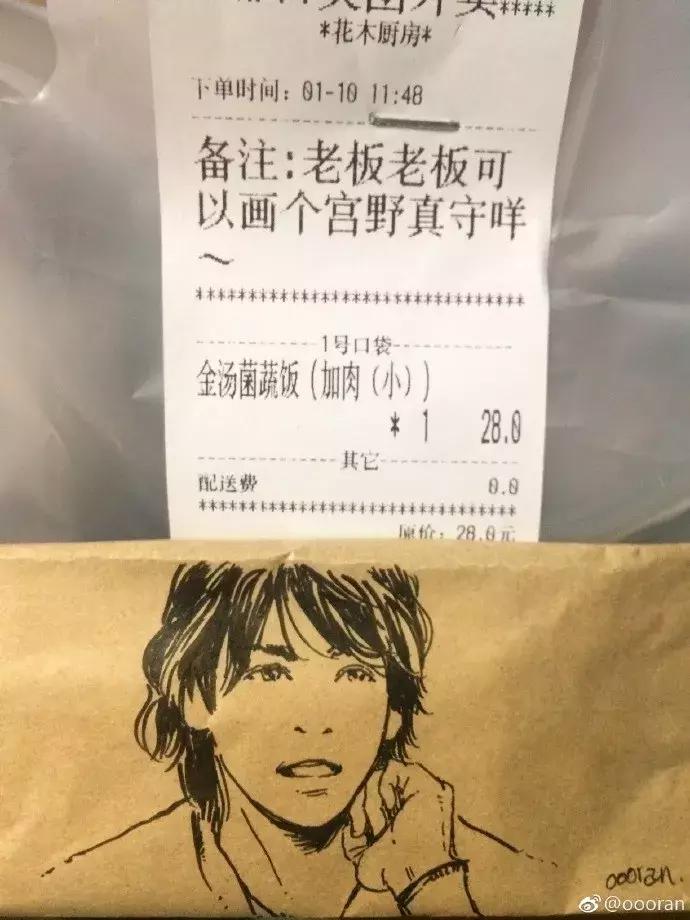 *花木厨房*
下单时间：01-10 11:48
备注：老板老板可
以画个宫野真守咩
～
*******************************
1号口袋
金汤菌蔬饭（加肉（小））
* 1 28.0
其它
配送费 0.0
*******************************
原价：28.0元
oooran.
@oooran